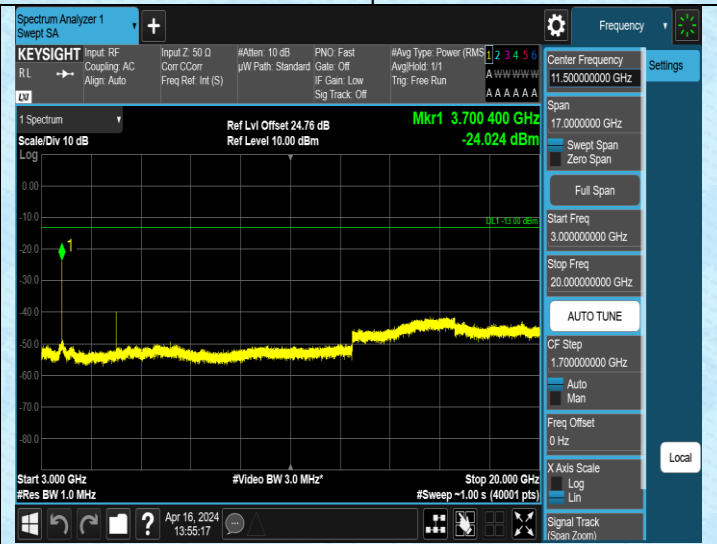 Spectrum Analyzer 1
Swept SA
Frequency
KEYSIGHT
RL
LXI
Input: RF
Coupling: AC
Align: Auto
Input Z: 50 Ω
Corr CCorr
Freq Ref: Int (S)
#Atten: 10 dB
µW Path: Standard
PNO: Fast
Gate: Off
IF Gain: Low
Sig Track: Off
#Avg Type: Power (RMS
Avg|Hold: 1/1
Trig: Free Run
1 2 3 4 5 6
A W W W W W
A A A A A A
1 Spectrum
Scale/Div 10 dB
Log
Ref Lvl Offset 24.76 dB
Ref Level 10.00 dBm
Mkr1 3.700 400 GHz
-24.024 dBm
0.00
-10.0
DL1 -13.00 dBm
-20.0
1
-30.0
-40.0
-50.0
-60.0
-70.0
-80.0
Start 3.000 GHz
#Res BW 1.0 MHz
#Video BW 3.0 MHz*
Stop 20.000 GHz
#Sweep ~1.00 s (40001 pts)
?
Apr 16, 2024
13:55:17
Center Frequency
11.500000000 GHz
Settings
Span
17.0000000 GHz
Swept Span
Zero Span
Full Span
Start Freq
3.000000000 GHz
Stop Freq
20.000000000 GHz
AUTO TUNE
CF Step
1.700000000 GHz
Auto
Man
Freq Offset
0 Hz
X Axis Scale
Log
Lin
Local
Signal Track
(Span Zoom)